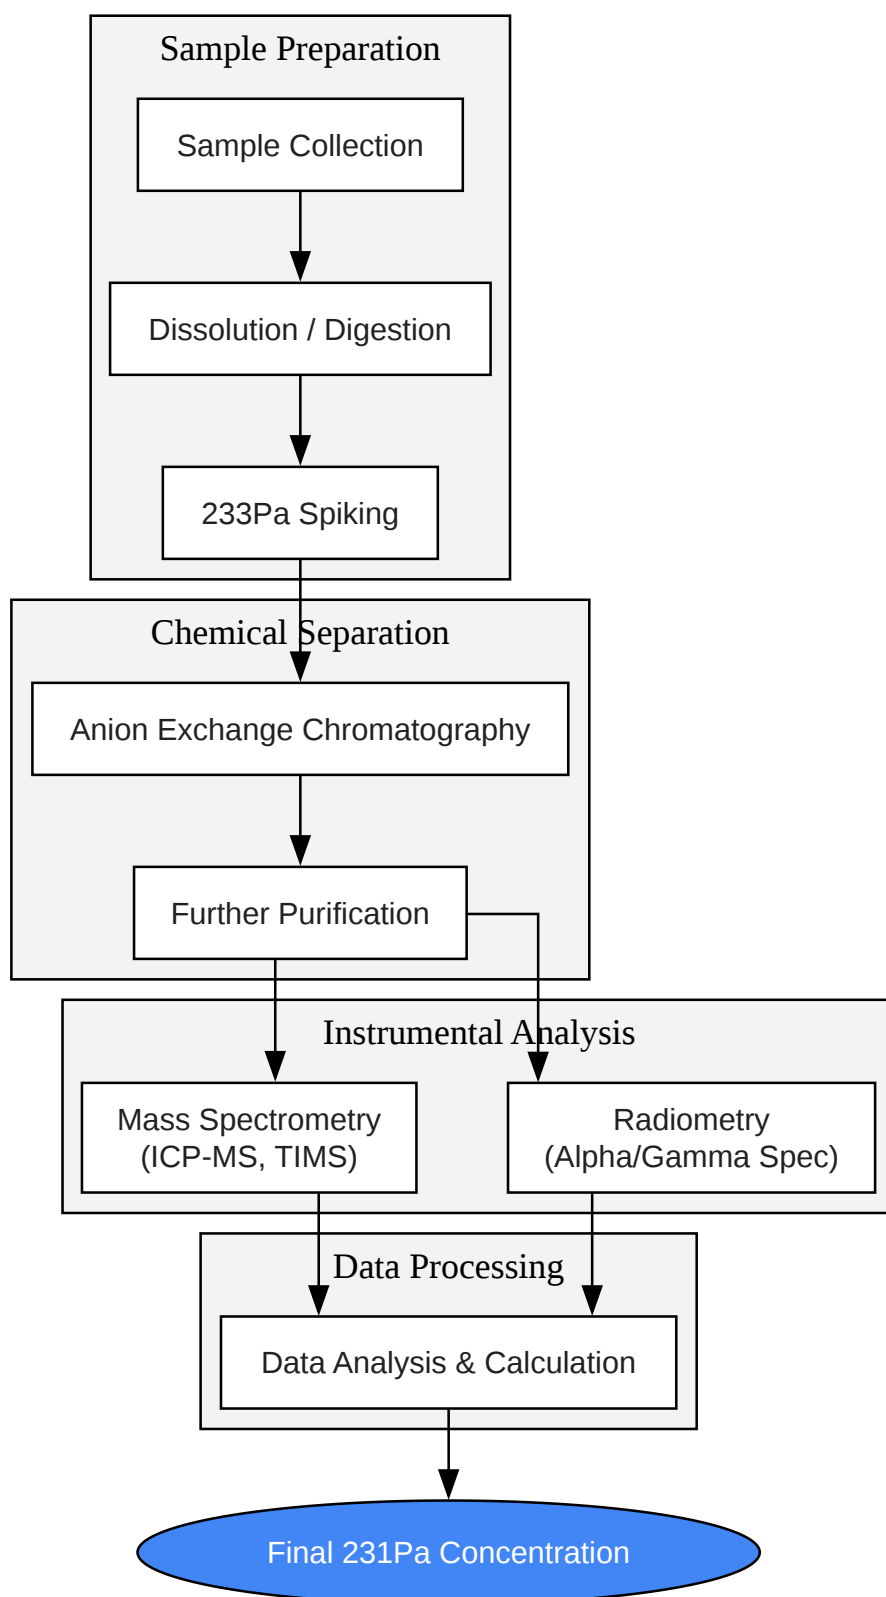 Sample Preparation
Sample Collection
Dissolution / Digestion
233Pa Spiking
Chemical Separation
Anion Exchange Chromatography
Further Purification
Instrumental Analysis
Mass Spectrometry
(ICP-MS, TIMS)
Radiometry
(Alpha/Gamma Spec)
Data Processing
Data Analysis & Calculation
Final 231Pa Concentration